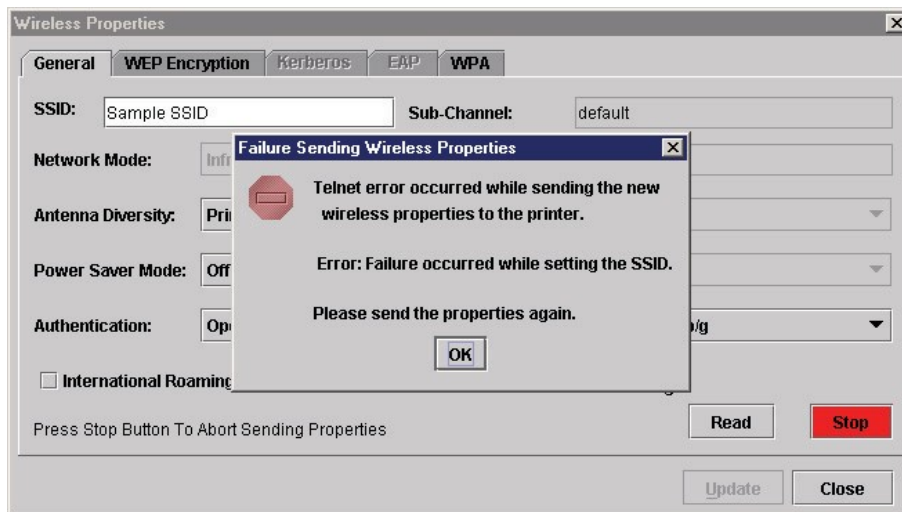 Wireless Properties
General WEP Encryption Kerberos EAP WPA
SSID: Sample SSID Sub-Channel: default
Failure Sending Wireless Properties
Network Mode:
Telnet error occurred while sending the new
wireless properties to the printer.
Antenna Diversity:
Error: Failure occurred while setting the SSID.
Power Saver Mode: Off
Please send the properties again.
Authentication: /g
OK
International Roaming
Press Stop Button To Abort Sending Properties
Read Stop
Update Close